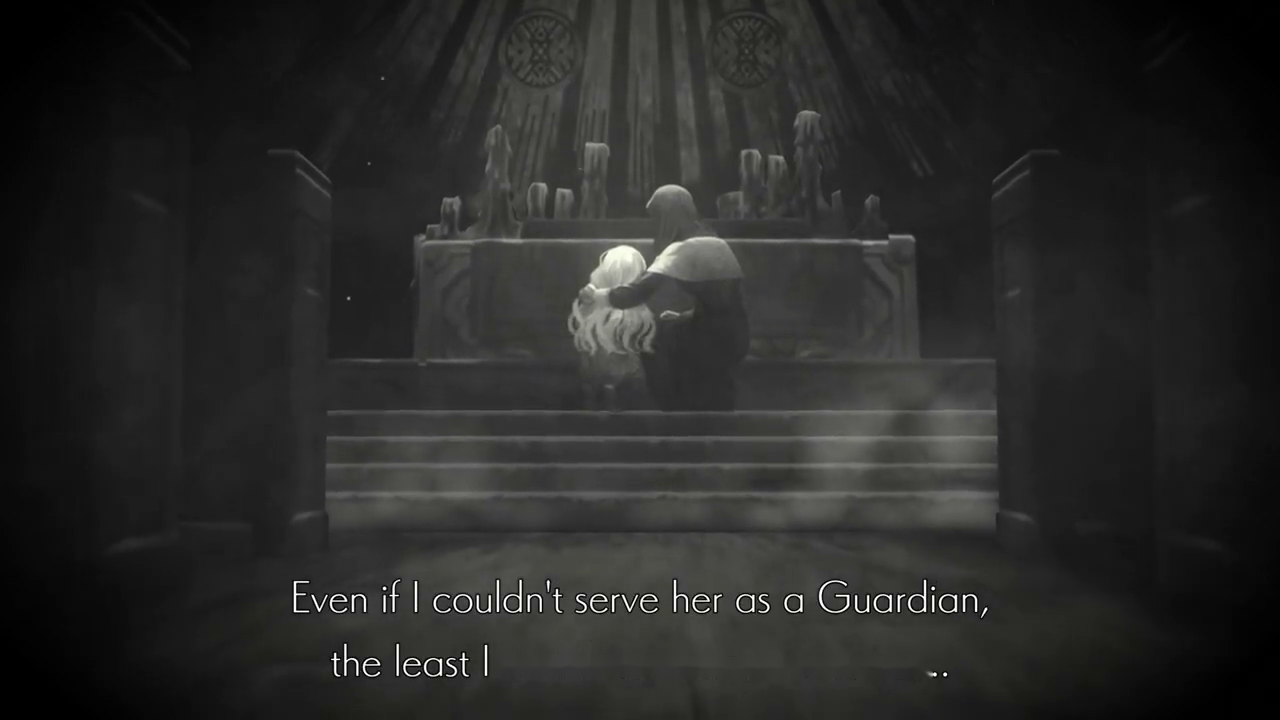 Even if I couldn't serve her as a Guardian,
the least I ..